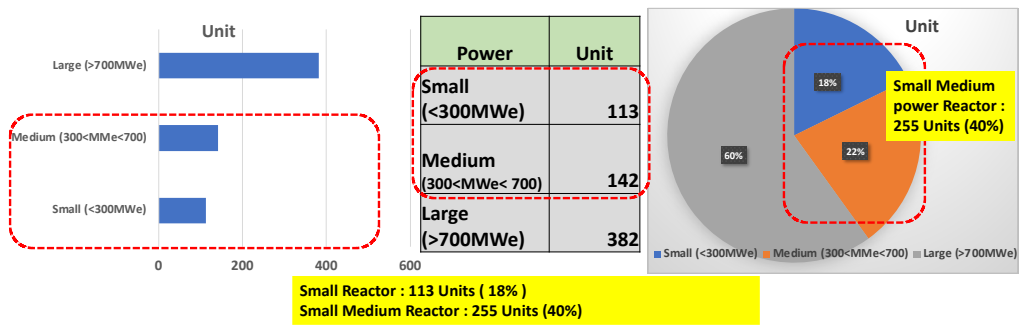 Unit
Large (>700MWe)
Medium (300<MMe<700)
Small (<300MWe)
0
200
400
600
Power
Unit
Small
(<300MWe)
113
Medium
(300<MWe< 700)
142
Large
(>700MWe)
382
Unit
18%
22%
60%
Small Medium
power Reactor :
255 Units (40%)
Small (<300MWe)
Medium (300<MMe<700)
Large (>700MWe)
Small Reactor : 113 Units ( 18% )
Small Medium Reactor : 255 Units (40%)